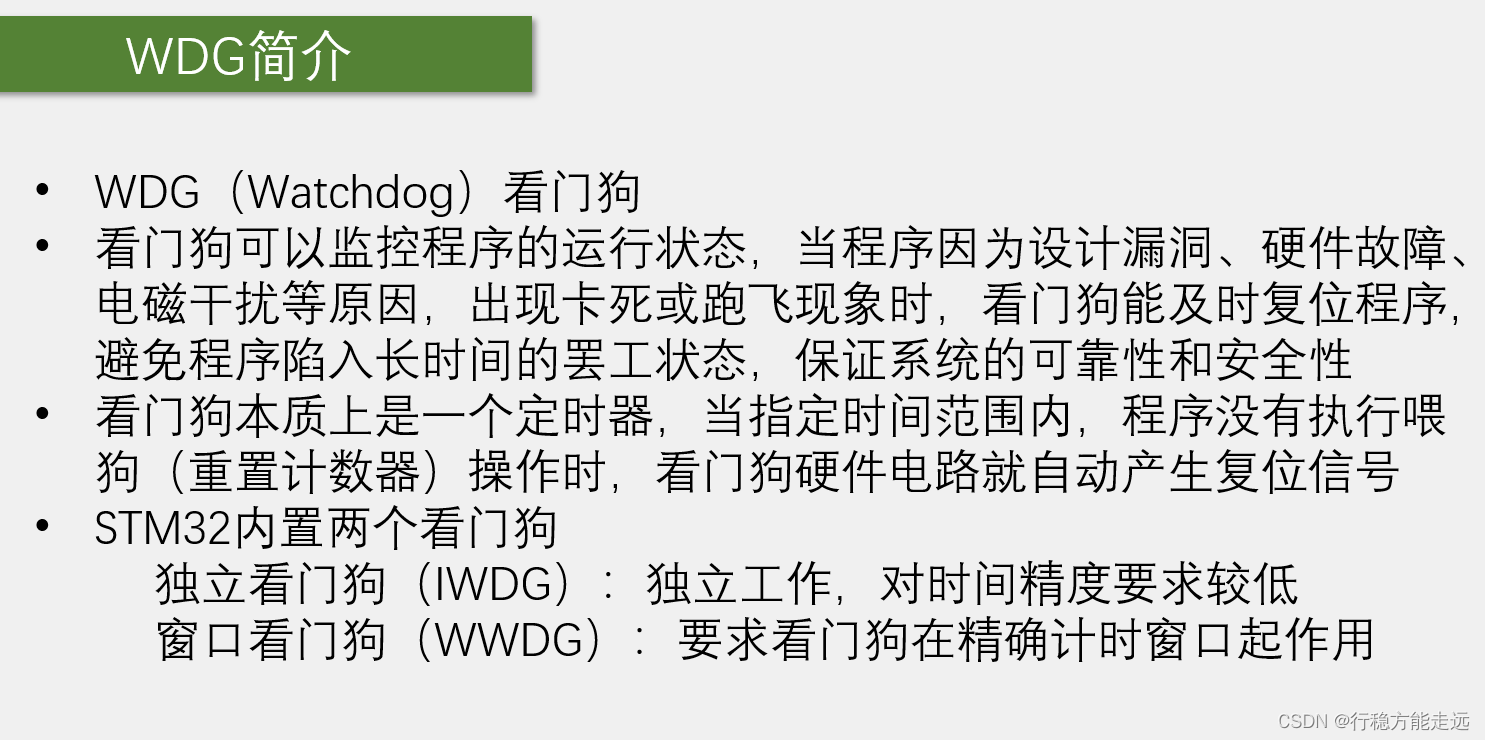 WDG简介
• WDG（Watchdog）看门狗
• 看门狗可以监控程序的运行状态，当程序因为设计漏洞、硬件故障、
电磁干扰等原因，出现卡死或跑飞现象时，看门狗能及时复位程序，
避免程序陷入长时间的罢工状态，保证系统的可靠性和安全性
• 看门狗本质上是一个定时器，当指定时间范围内，程序没有执行喂
狗（重置计数器）操作时，看门狗硬件电路就自动产生复位信号
• STM32内置两个看门狗
独立看门狗（IWDG）：独立工作，对时间精度要求较低
窗口看门狗（WWDG）：要求看门狗在精确计时窗口起作用
CSDN @行稳方能走远